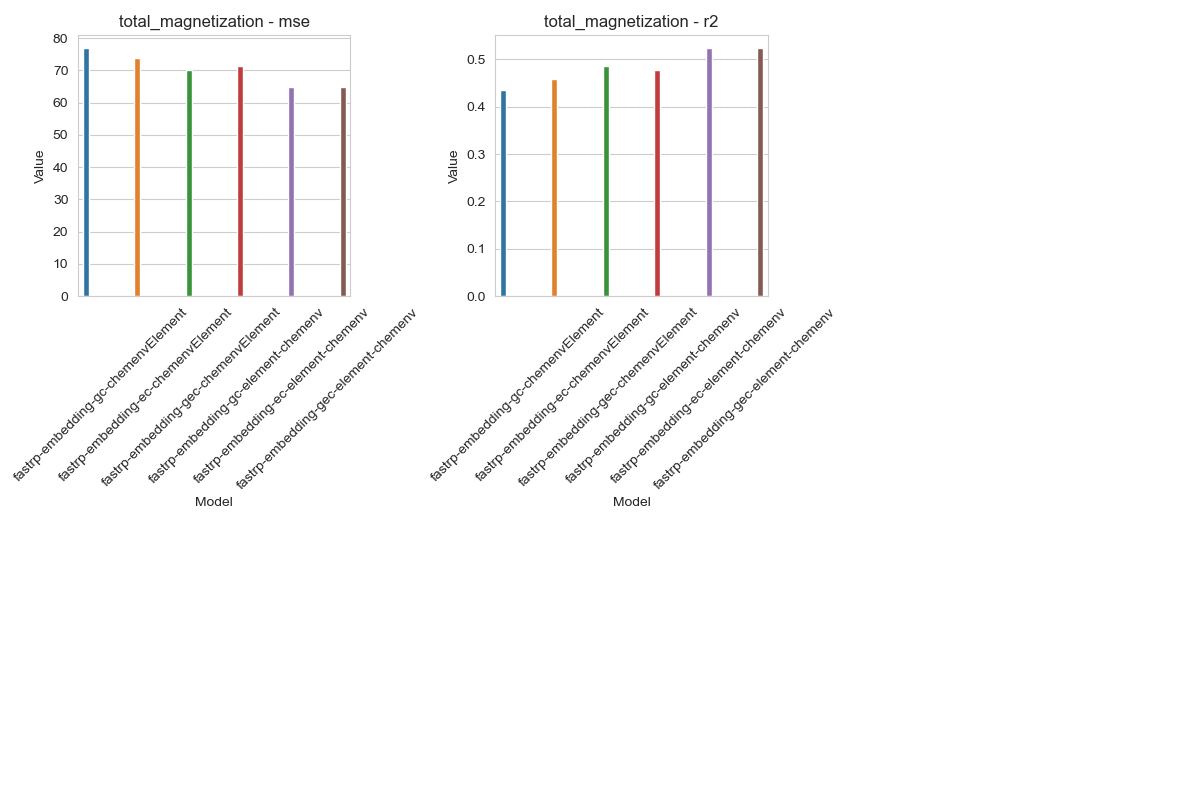 total_magnetization - mse
80
70
60
50
40
30
20
10
0
Value
fastrp-embedding-gc-chemenvElement
fastrp-embedding-ec-chemenvElement
fastrp-embedding-gec-chemenvElement
fastrp-embedding-gc-element-chemenv
fastrp-embedding-ec-element-chemenv
fastrp-embedding-gec-element-chemenv
Model
total_magnetization - r2
0.5
0.4
0.3
0.2
0.1
0.0
Value
fastrp-embedding-gc-chemenvElement
fastrp-embedding-ec-chemenvElement
fastrp-embedding-gec-chemenvElement
fastrp-embedding-gc-element-chemenv
fastrp-embedding-ec-element-chemenv
fastrp-embedding-gec-element-chemenv
Model